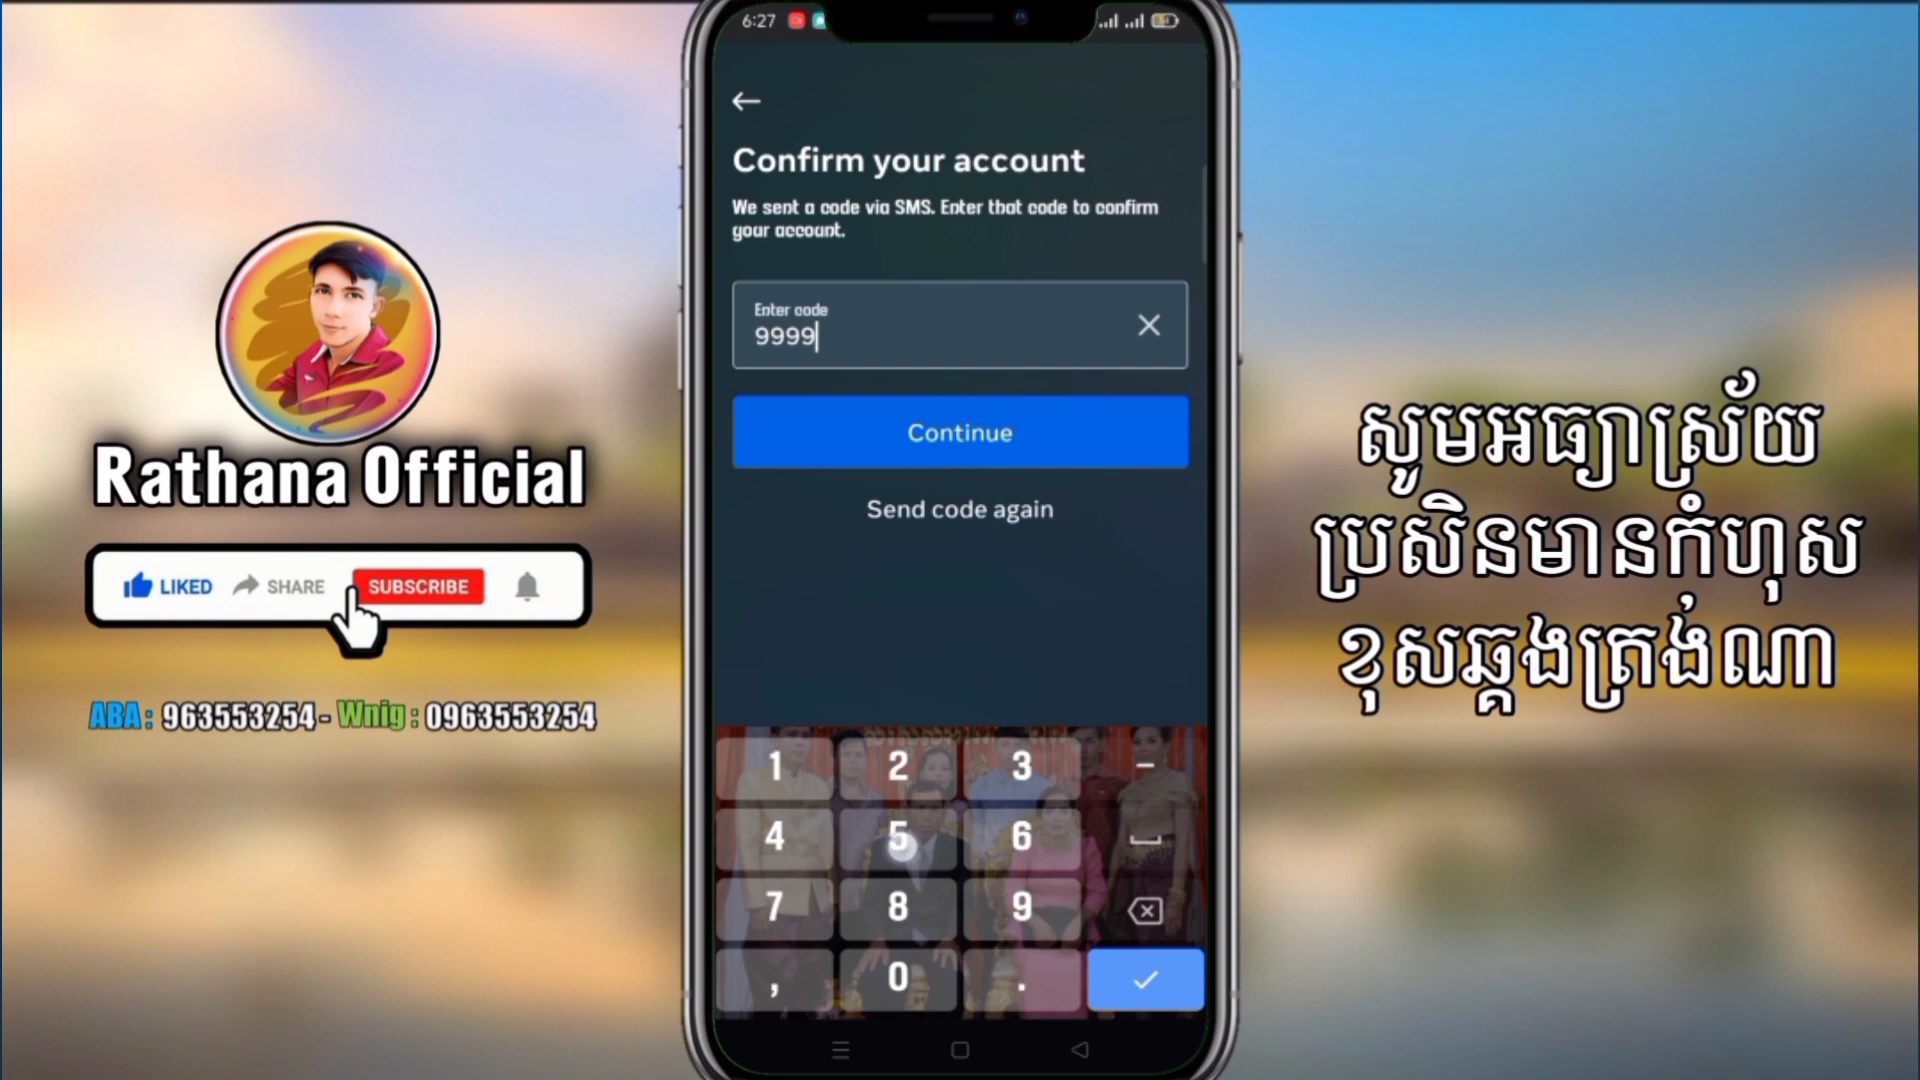 6:27
Confirm your account
We sent a code via SMS. Enter that code to confirm
your account.
Enter code
9999
Continue
Send code again
1 2 3 –
4 5 6
7 8 9
, 0 .
Rathana Official
LIKED SHARE SUBSCRIBE
ABA : 963553254 - Wnig : 0963553254
សូមអធ្យាស្រ័យ
ប្រសិនមានកំហុស
ខុសឆ្គងត្រង់ណា